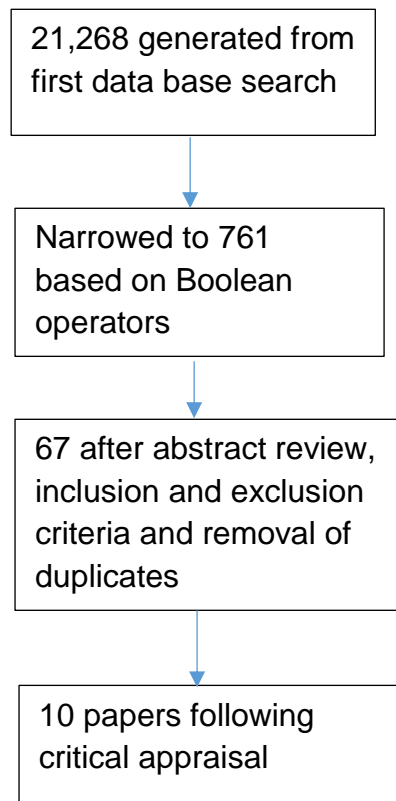 21,268 generated from
first data base search
Narrowed to 761
based on Boolean
operators
67 after abstract review,
inclusion and exclusion
criteria and removal of
duplicates
10 papers following
critical appraisal